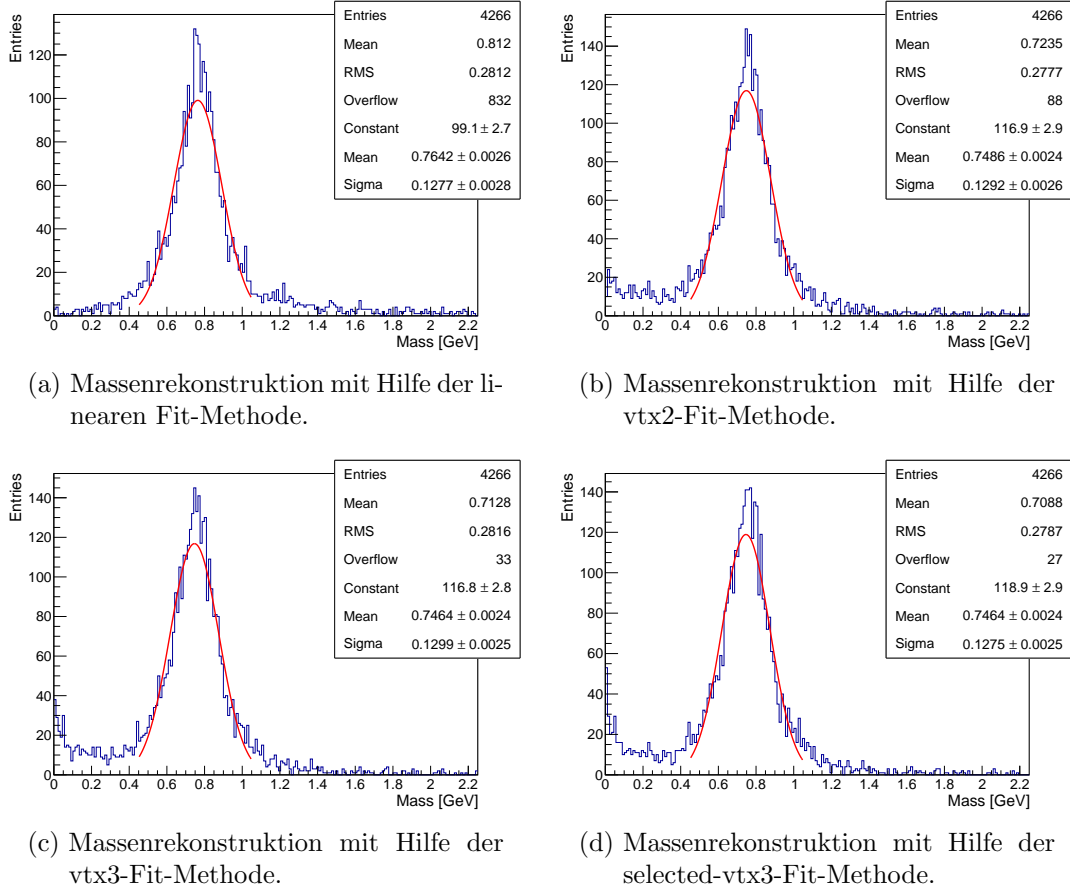 Entries 4266
Mean 0.812
RMS 0.2812
Overflow 832
Constant 99.1 ± 2.7
Mean 0.7642 ± 0.0026
Sigma 0.1277 ± 0.0028
Entries
120
100
80
60
40
20
0
0 0.2 0.4 0.6 0.8 1 1.2 1.4 1.6 1.8 2 2.2
Mass [GeV]
(a) Massenrekonstruktion mit Hilfe der li-
nearen Fit-Methode.
Entries 4266
Mean 0.7235
RMS 0.2777
Overflow 88
Constant 116.9 ± 2.9
Mean 0.7486 ± 0.0024
Sigma 0.1292 ± 0.0026
Entries
140
120
100
80
60
40
20
0
0 0.2 0.4 0.6 0.8 1 1.2 1.4 1.6 1.8 2 2.2
Mass [GeV]
(b) Massenrekonstruktion mit Hilfe der
vtx2-Fit-Methode.
Entries 4266
Mean 0.7128
RMS 0.2816
Overflow 33
Constant 116.8 ± 2.8
Mean 0.7464 ± 0.0024
Sigma 0.1299 ± 0.0025
Entries
140
120
100
80
60
40
20
0
0 0.2 0.4 0.6 0.8 1 1.2 1.4 1.6 1.8 2 2.2
Mass [GeV]
(c) Massenrekonstruktion mit Hilfe der
vtx3-Fit-Methode.
Entries 4266
Mean 0.7088
RMS 0.2787
Overflow 27
Constant 118.9 ± 2.9
Mean 0.7464 ± 0.0024
Sigma 0.1275 ± 0.0025
Entries
140
120
100
80
60
40
20
0
0 0.2 0.4 0.6 0.8 1 1.2 1.4 1.6 1.8 2 2.2
Mass [GeV]
(d) Massenrekonstruktion mit Hilfe der
selected-vtx3-Fit-Methode.